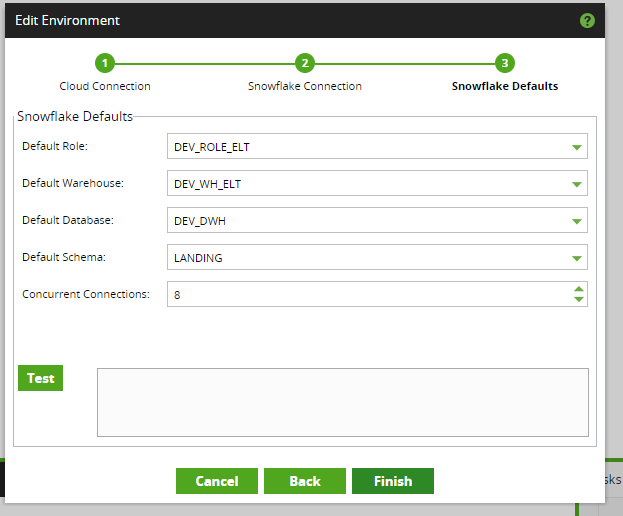 Edit Environment
?
1 2 3
Cloud Connection Snowflake Connection Snowflake Defaults
Snowflake Defaults
Default Role: DEV_ROLE_ELT
Default Warehouse: DEV_WH_ELT
Default Database: DEV_DWH
Default Schema: LANDING
Concurrent Connections: 8
Test
Cancel Back Finish
sks